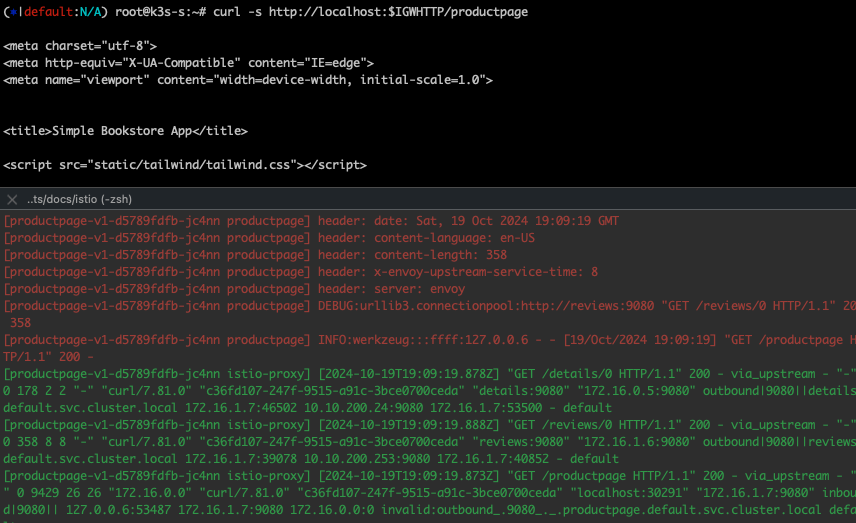 (*|default:N/A) root@k3s-s:~# curl -s http://localhost:$IGWHTTP/productpage
<meta charset="utf-8">
<meta http-equiv="X-UA-Compatible" content="IE=edge">
<meta name="viewport" content="width=device-width, initial-scale=1.0">
<title>Simple Bookstore App</title>
<script src="static/tailwind/tailwind.css"></script>
..ts/docs/istio (-zsh)
[productpage-v1-d5789fdfb-jc4nn productpage] header: date: Sat, 19 Oct 2024 19:09:19 GMT
[productpage-v1-d5789fdfb-jc4nn productpage] header: content-language: en-US
[productpage-v1-d5789fdfb-jc4nn productpage] header: content-length: 358
[productpage-v1-d5789fdfb-jc4nn productpage] header: x-envoy-upstream-service-time: 8
[productpage-v1-d5789fdfb-jc4nn productpage] header: server: envoy
[productpage-v1-d5789fdfb-jc4nn productpage] DEBUG:urllib3.connectionpool:http://reviews:9080 "GET /reviews/0 HTTP/1.1" 20
358
[productpage-v1-d5789fdfb-jc4nn productpage] INFO:werkzeug:::ffff:127.0.0.6 - - [19/Oct/2024 19:09:19] "GET /productpage H
TP/1.1" 200 -
[productpage-v1-d5789fdfb-jc4nn istio-proxy] [2024-10-19T19:09:19.878Z] "GET /details/0 HTTP/1.1" 200 - via_upstream - "-"
0 178 2 2 "-" "curl/7.81.0" "c36fd107-247f-9515-a91c-3bce0700ceda" "details:9080" "172.16.0.5:9080" outbound|9080||details
default.svc.cluster.local 172.16.1.7:46502 10.10.200.24:9080 172.16.1.7:53500 - default
[productpage-v1-d5789fdfb-jc4nn istio-proxy] [2024-10-19T19:09:19.888Z] "GET /reviews/0 HTTP/1.1" 200 - via_upstream - "-"
0 358 8 8 "-" "curl/7.81.0" "c36fd107-247f-9515-a91c-3bce0700ceda" "reviews:9080" "172.16.1.6:9080" outbound|9080||reviews
default.svc.cluster.local 172.16.1.7:39078 10.10.200.253:9080 172.16.1.7:40852 - default
[productpage-v1-d5789fdfb-jc4nn istio-proxy] [2024-10-19T19:09:19.873Z] "GET /productpage HTTP/1.1" 200 - via_upstream - "
" 0 9429 26 26 "172.16.0.0" "curl/7.81.0" "c36fd107-247f-9515-a91c-3bce0700ceda" "localhost:30291" "172.16.1.7:9080" inbou
d|9080|| 127.0.0.6:53487 172.16.1.7:9080 172.16.0.0:0 invalid:outbound_.9080_._.productpage.default.svc.cluster.local defa